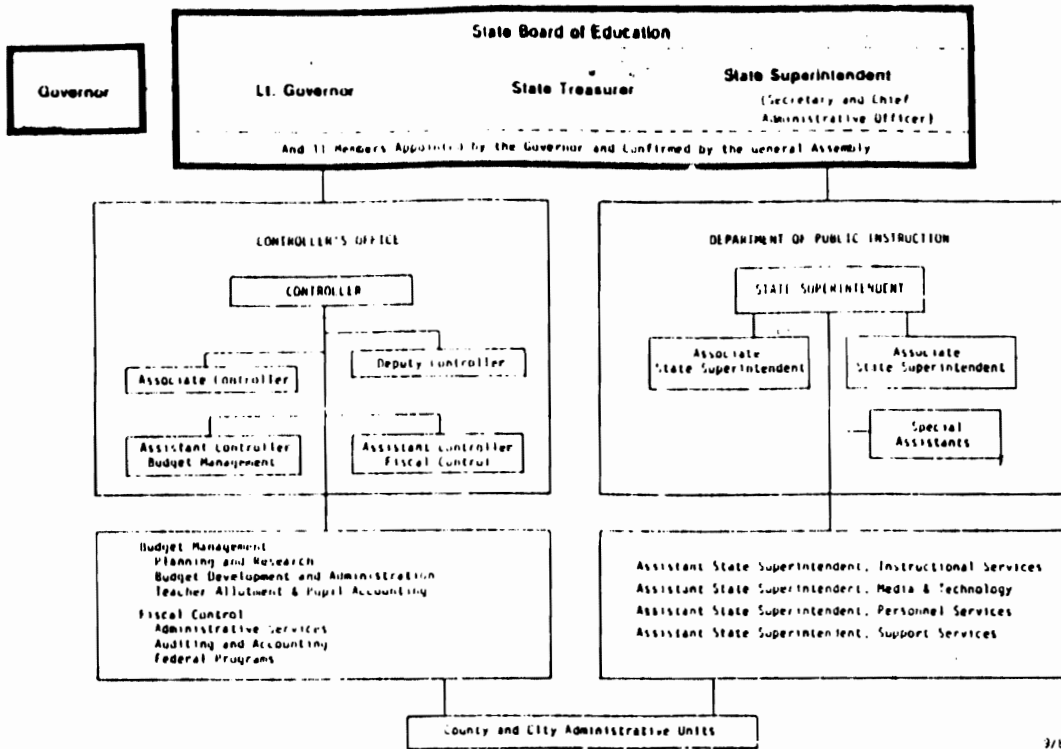 State Board of Education
Governor
Lt. Governor
State Treasurer
State Superintendent
(Secretary and Chief
Administrative Officer)
And 11 Members Appointed by the Governor and Confirmed by the General Assembly
CONTROLLER'S OFFICE
CONTROLLER
Deputy Controller
Associate Controller
Assistant Controller
Budget Management
Assistant Controller
Fiscal Control
DEPARTMENT OF PUBLIC INSTRUCTION
STATE SUPERINTENDENT
Associate
State Superintendent
Associate
State Superintendent
Special
Assistants
Budget Management
Planning and Research
Budget Development and Administration
Teacher Allotment & Pupil Accounting
Fiscal Control
Administrative Services
Auditing and Accounting
Federal Programs
Assistant State Superintendent, Instructional Services
Assistant State Superintendent, Media & Technology
Assistant State Superintendent, Personnel Services
Assistant State Superintendent, Support Services
County and City Administrative Units